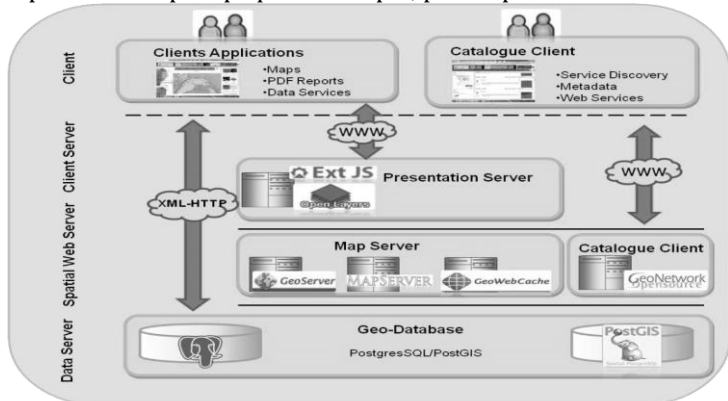 Client
Clients Applications
•Maps
•PDF Reports
•Data Services
Catalogue Client
•Service Discovery
•Metadata
•Web Services
Client Server
WWW
WWW
XML-HTTP
Ext JS
Open Layers
Presentation Server
Spatial Web Server
Map Server
GeoServer
MAPSERVER
GeoWebCache
Catalogue Client
GeoNetwork
Opensource
Data Server
Geo-Database
PostgresSQL/PostGIS
PostGIS